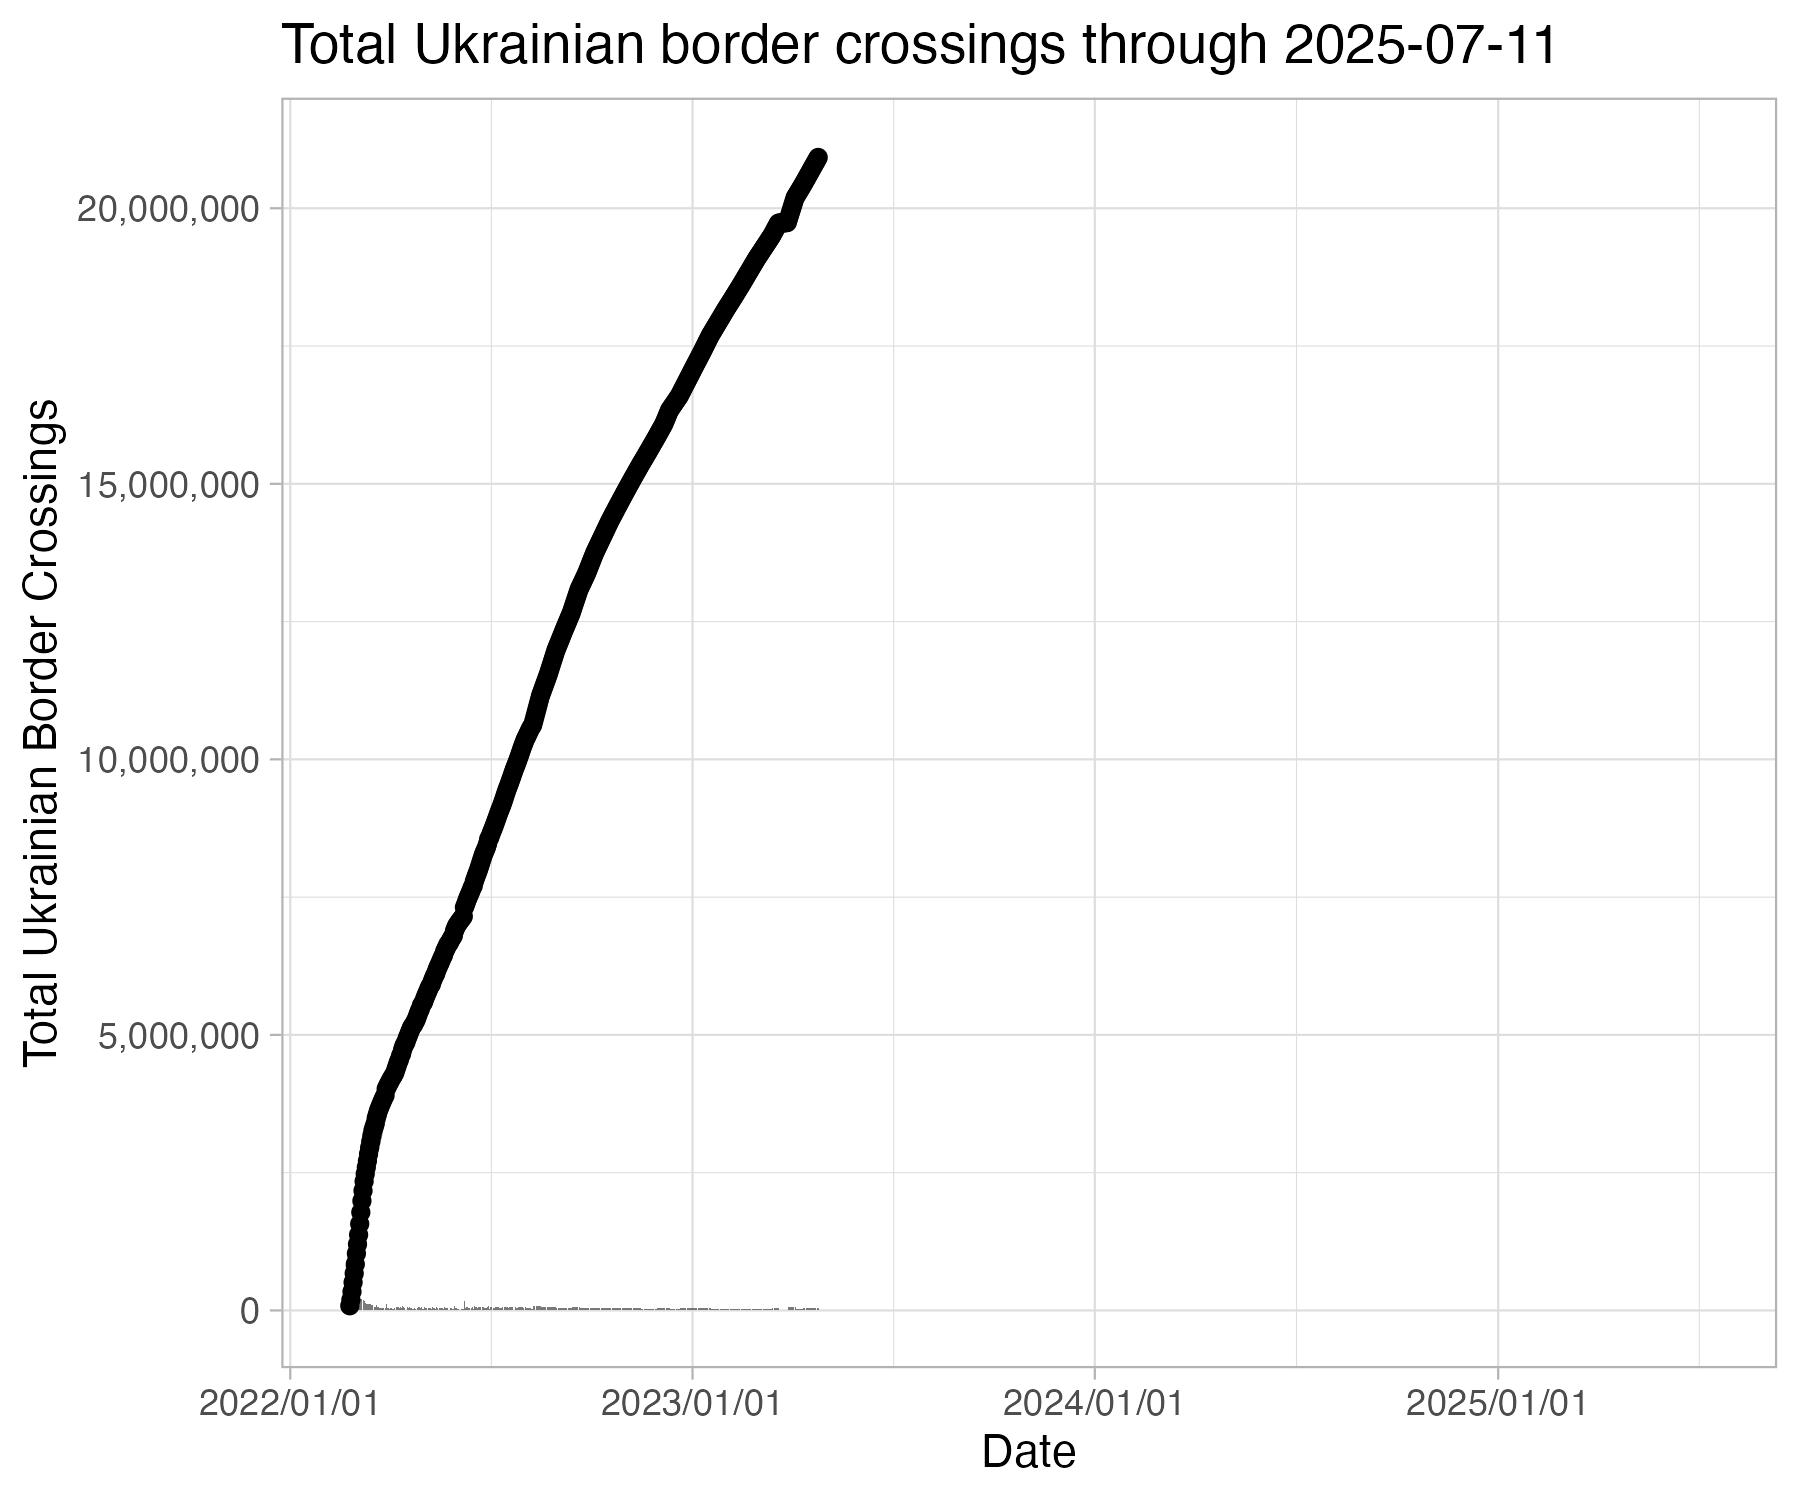 Total Ukrainian border crossings through 2025-07-11
Total Ukrainian Border Crossings
20,000,000
15,000,000
10,000,000
5,000,000
0
2022/01/01 2023/01/01 2024/01/01 2025/01/01
Date